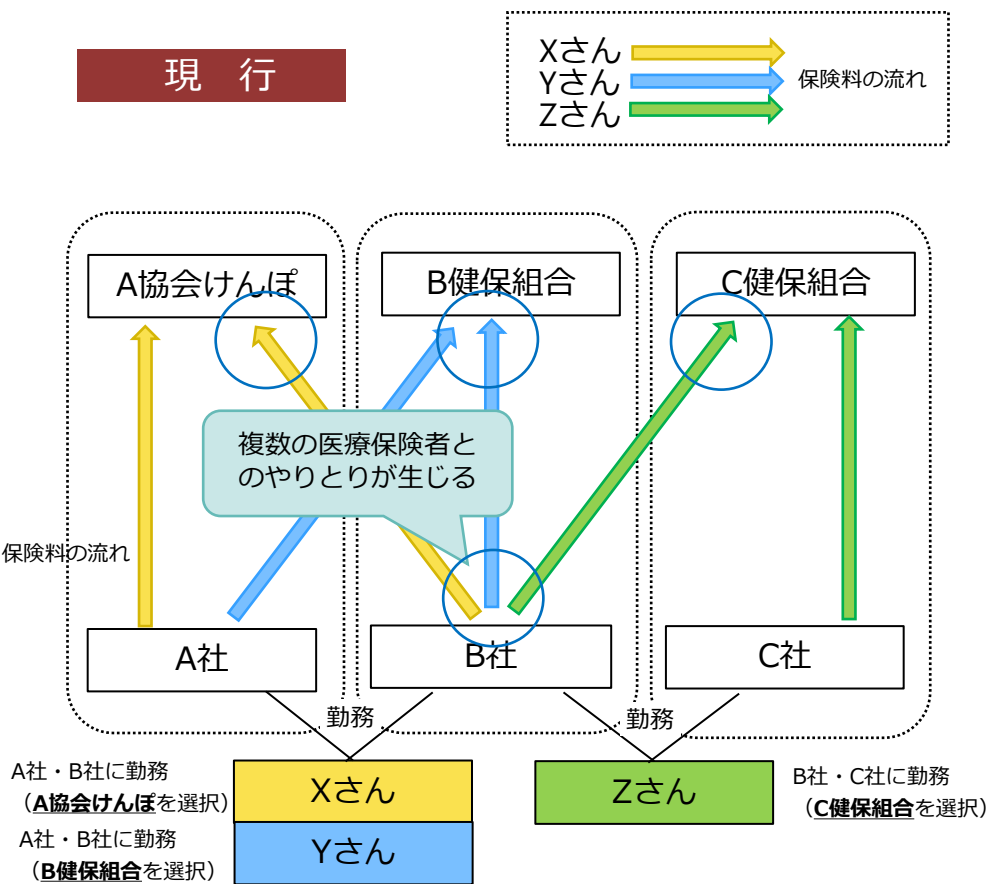 現 行
Xさん
Yさん
Zさん
保険料の流れ
A協会けんぽ
B健保組合
C健保組合
複数の医療保険者と
のやりとりが生じる
保険料の流れ
A社
B社
C社
勤務
勤務
A社・B社に勤務
（A協会けんぽを選択）
A社・B社に勤務
（B健保組合を選択）
Xさん
Yさん
Zさん
B社・C社に勤務
（C健保組合を選択）